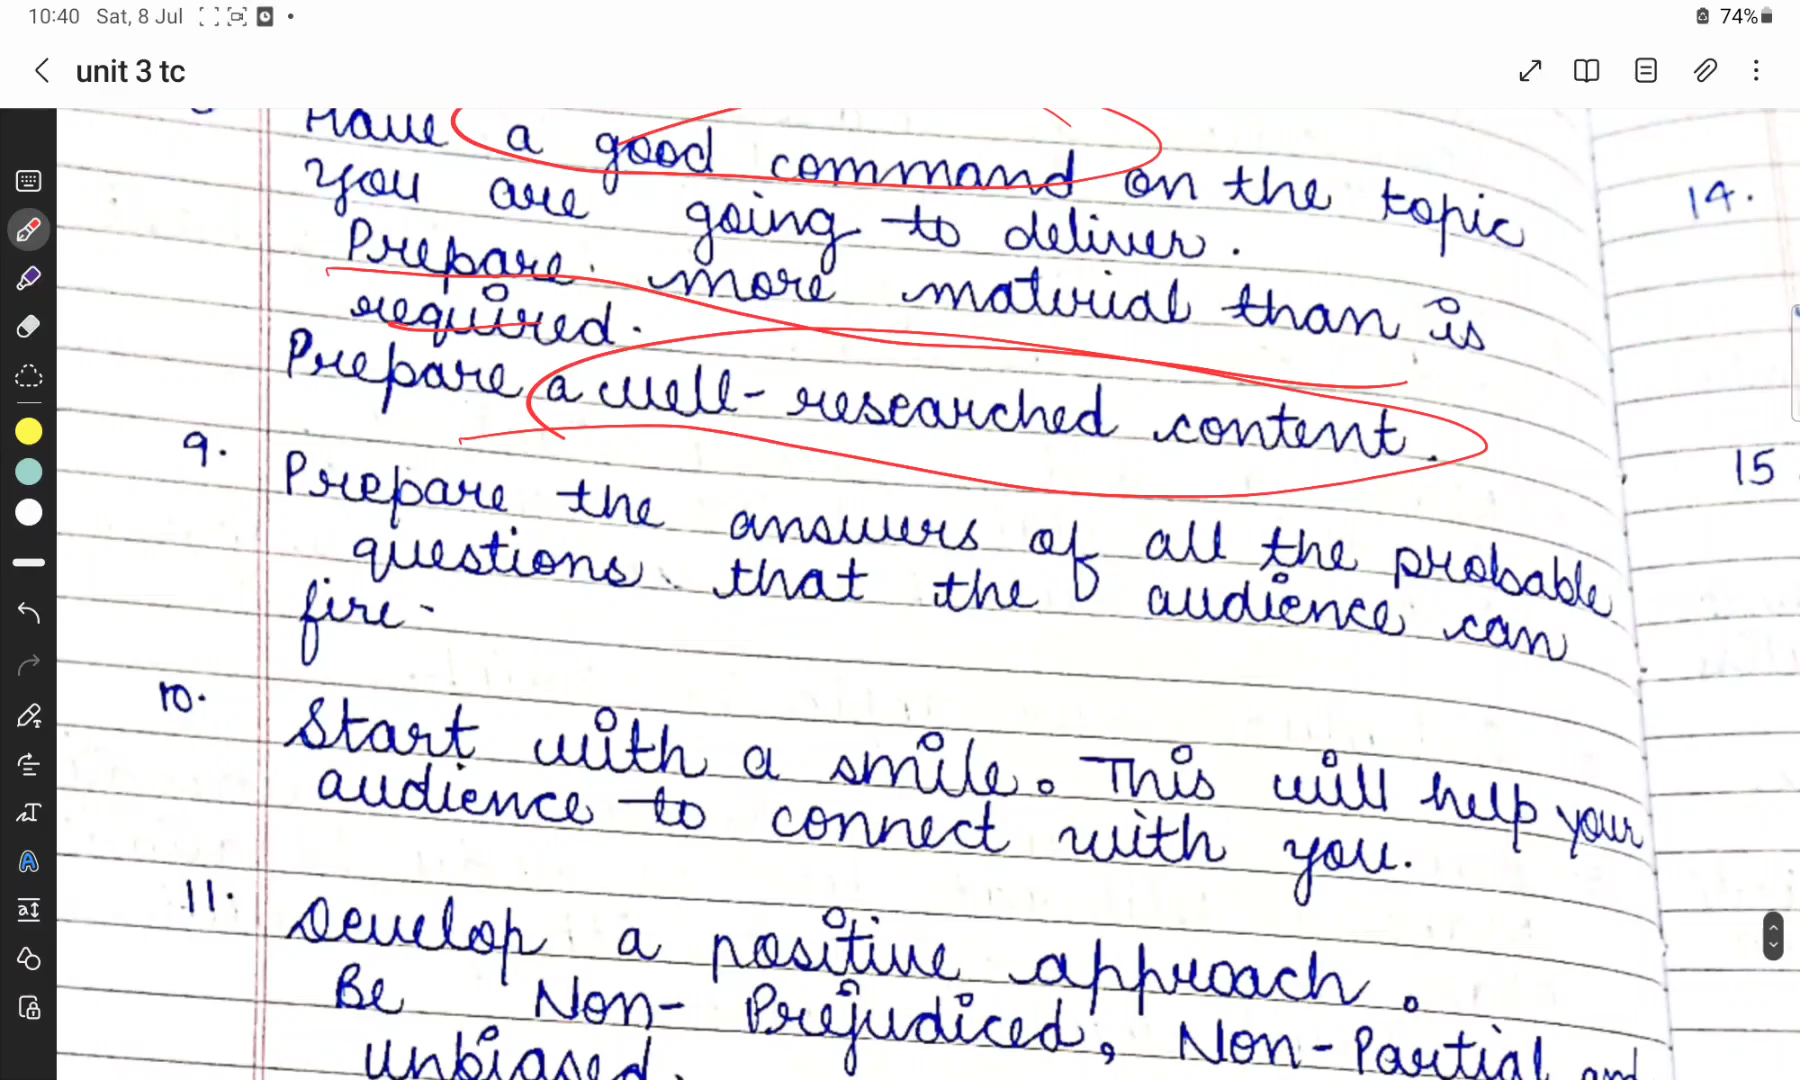 10:40 Sat, 8 Jul
74%
unit 3 tc
Have a good command on the topic
you are going to deliver.
Prepare more material than is
required.
Prepare a well-researched content.
9.
Prepare the answers of all the probable
questions that the audience can
fire.
10.
Start with a smile. This will help your
audience to connect with you.
11.
Develop a positive approach.
Be Non-Prejudiced, Non-Partial and
unbiased.
14.
15